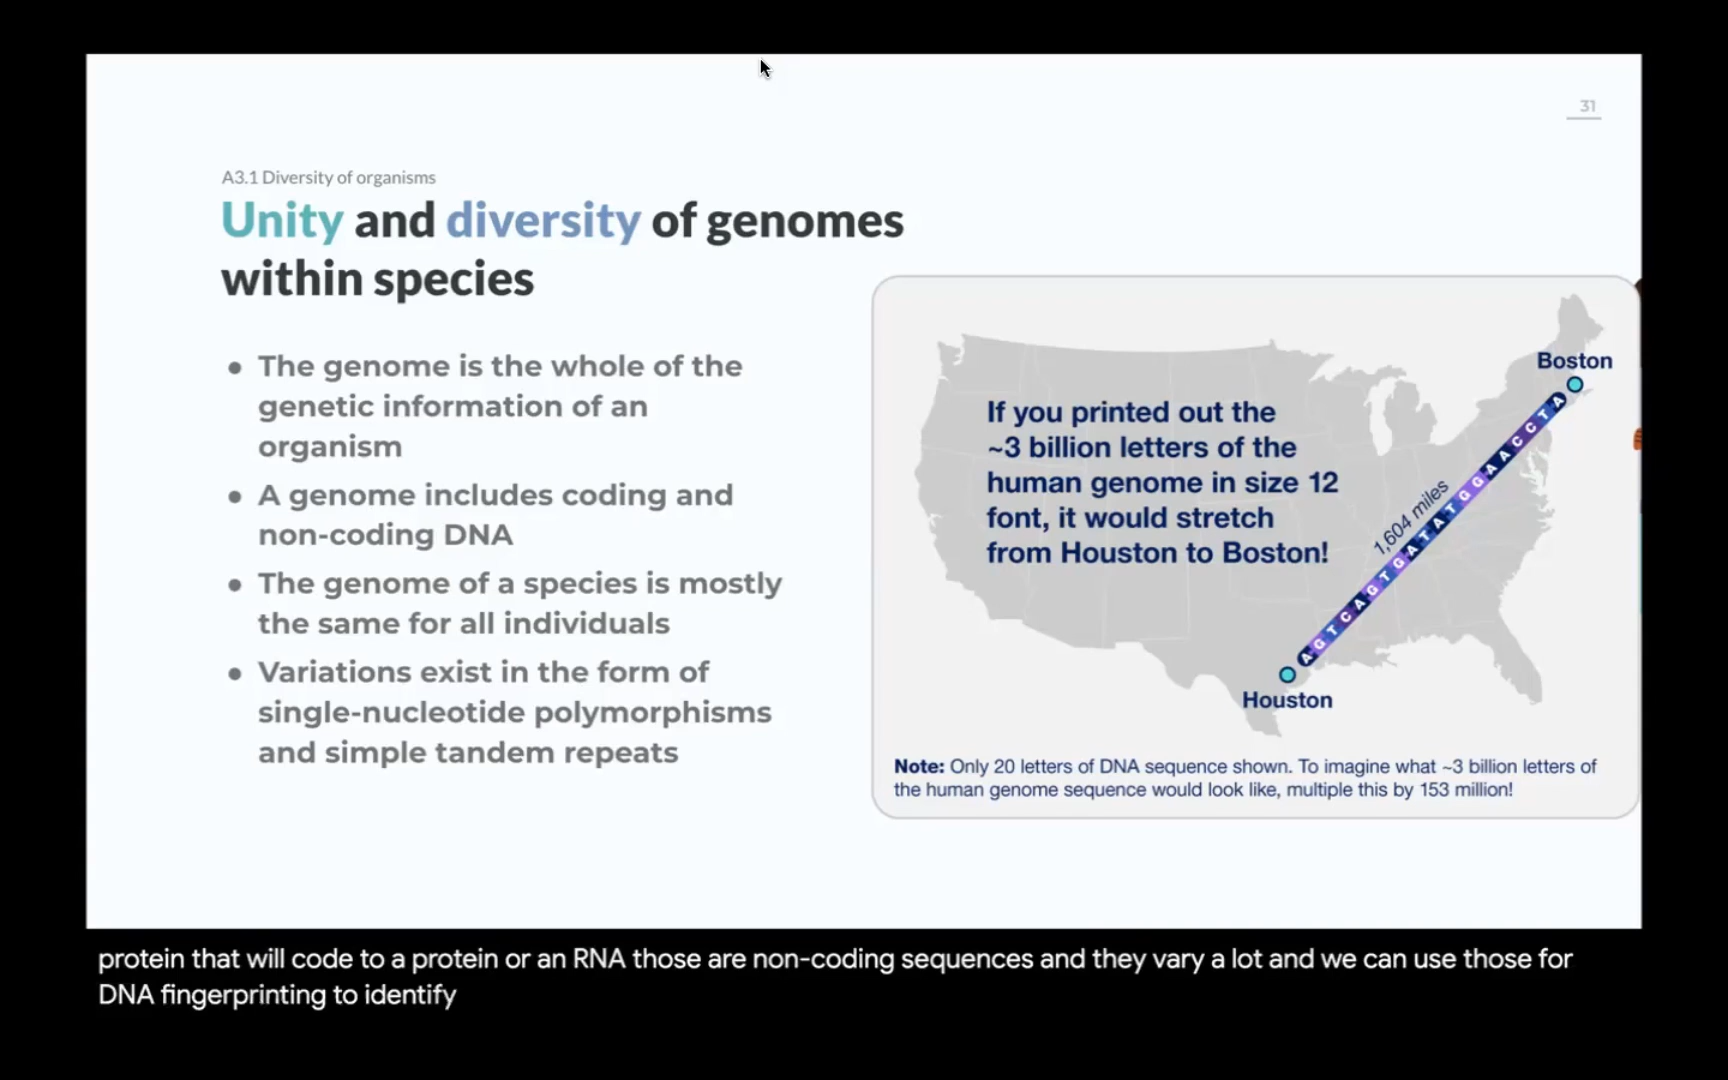 31
A3.1 Diversity of organisms
Unity and diversity of genomes
within species
● The genome is the whole of the
genetic information of an
organism
● A genome includes coding and
non-coding DNA
● The genome of a species is mostly
the same for all individuals
● Variations exist in the form of
single-nucleotide polymorphisms
and simple tandem repeats
If you printed out the
~3 billion letters of the
human genome in size 12
font, it would stretch
from Houston to Boston!
Boston
1,604 miles
AGTCAGTGATATGGAACCTA
Houston
Note: Only 20 letters of DNA sequence shown. To imagine what ~3 billion letters of
the human genome sequence would look like, multiple this by 153 million!
protein that will code to a protein or an RNA those are non-coding sequences and they vary a lot and we can use those for
DNA fingerprinting to identify